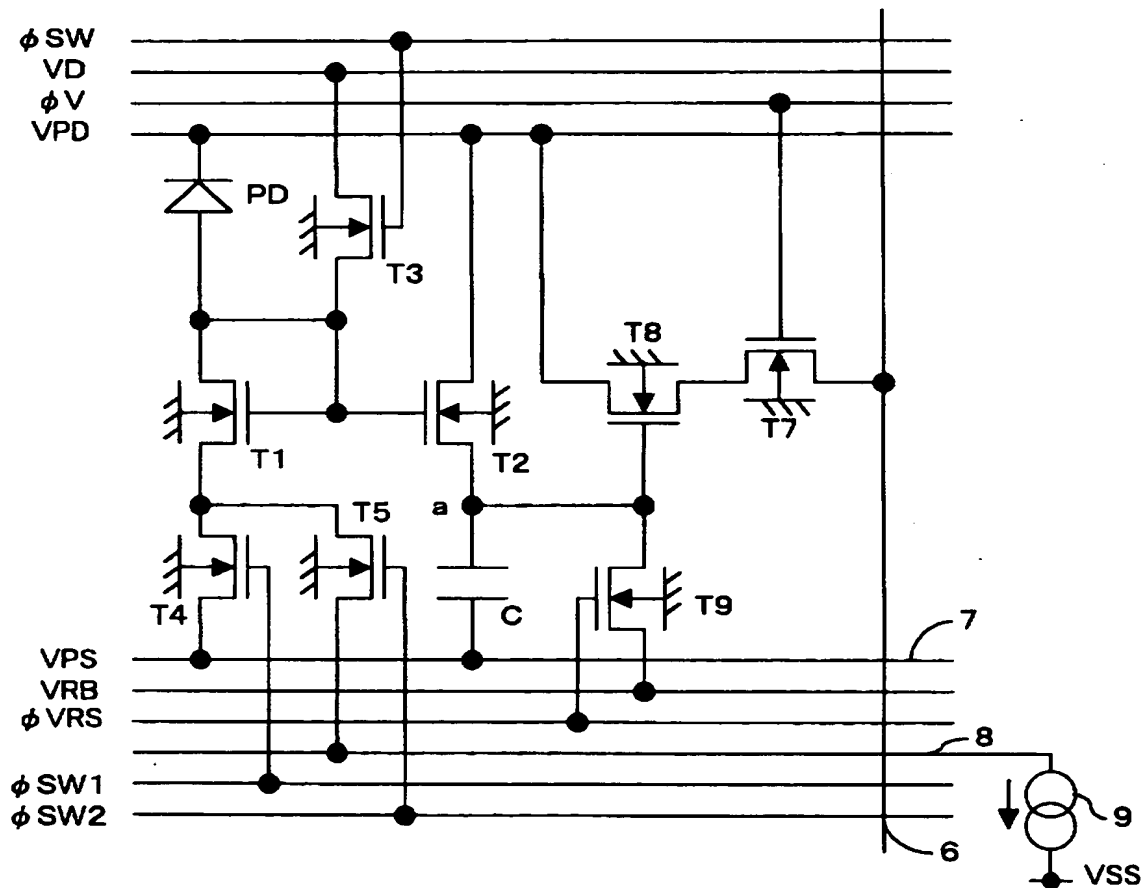 φSW
VD
φV
VPD
PD
T3
T8
T7
T1
T2
a
T5
T4
C
T9
7
VPS
VRB
φVRS
8
φSW1
φSW2
9
6
VSS